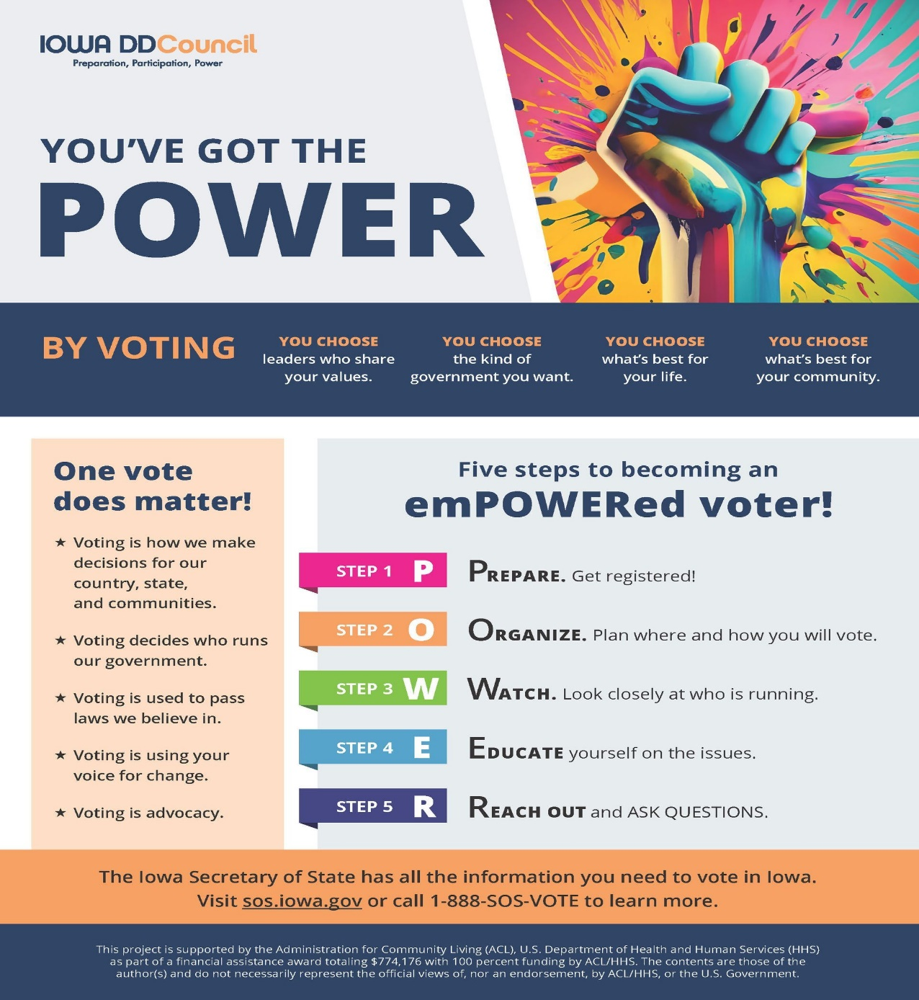 IOWA DDCouncil
Preparation, Participation, Power
YOU'VE GOT THE
POWER
BY VOTING
YOU CHOOSE
leaders who share
your values.
YOU CHOOSE
the kind of
government you want.
YOU CHOOSE
what's best for
your life.
YOU CHOOSE
what's best for
your community.
One vote
does matter!
★ Voting is how we make
decisions for our
country, state,
and communities.
★ Voting decides who runs
our government.
★ Voting is used to pass
laws we believe in.
★ Voting is using your
voice for change.
★ Voting is advocacy.
Five steps to becoming an
emPOWERed voter!
STEP 1 P PREPARE. Get registered!
STEP 2 O ORGANIZE. Plan where and how you will vote.
STEP 3 W WATCH. Look closely at who is running.
STEP 4 E EDUCATE yourself on the issues.
STEP 5 R REACH OUT and ASK QUESTIONS.
The Iowa Secretary of State has all the information you need to vote in Iowa.
Visit sos.iowa.gov or call 1-888-SOS-VOTE to learn more.
This project is supported by the Administration for Community Living (ACL), U.S. Department of Health and Human Services (HHS)
as part of a financial assistance award totaling $774,176 with 100 percent funding by ACL/HHS. The contents are those of the
author(s) and do not necessarily represent the official views of, nor an endorsement, by ACL/HHS, or the U.S. Government.